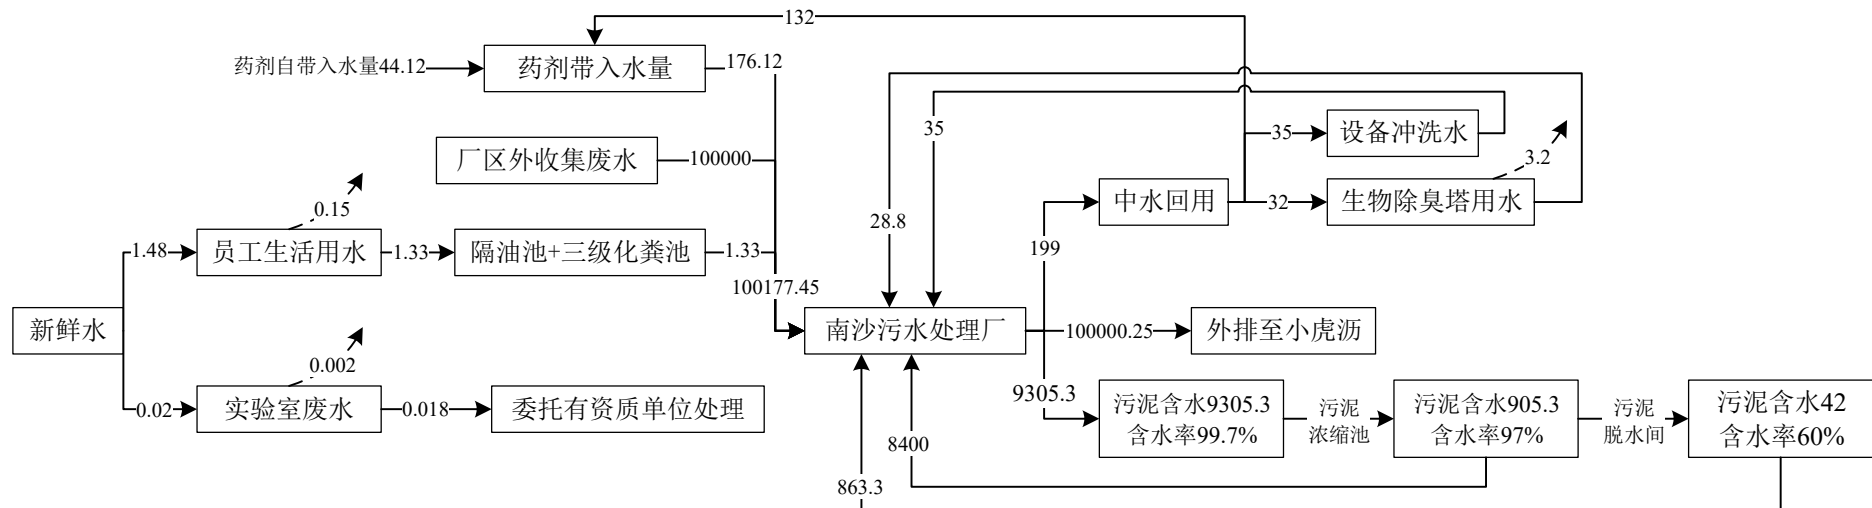 132
药剂自带入水量44.12
药剂带入水量
176.12
厂区外收集废水
100000
35
35
设备冲洗水
3.2
中水回用
32
生物除臭塔用水
28.8
199
0.15
1.48
员工生活用水
1.33
隔油池+三级化粪池
1.33
100177.45
新鲜水
南沙污水处理厂
100000.25
外排至小虎沥
0.002
0.02
实验室废水
0.018
委托有资质单位处理
9305.3
污泥含水9305.3
含水率99.7%
污泥
浓缩池
污泥含水905.3
含水率97%
污泥
脱水间
污泥含水42
含水率60%
8400
863.3